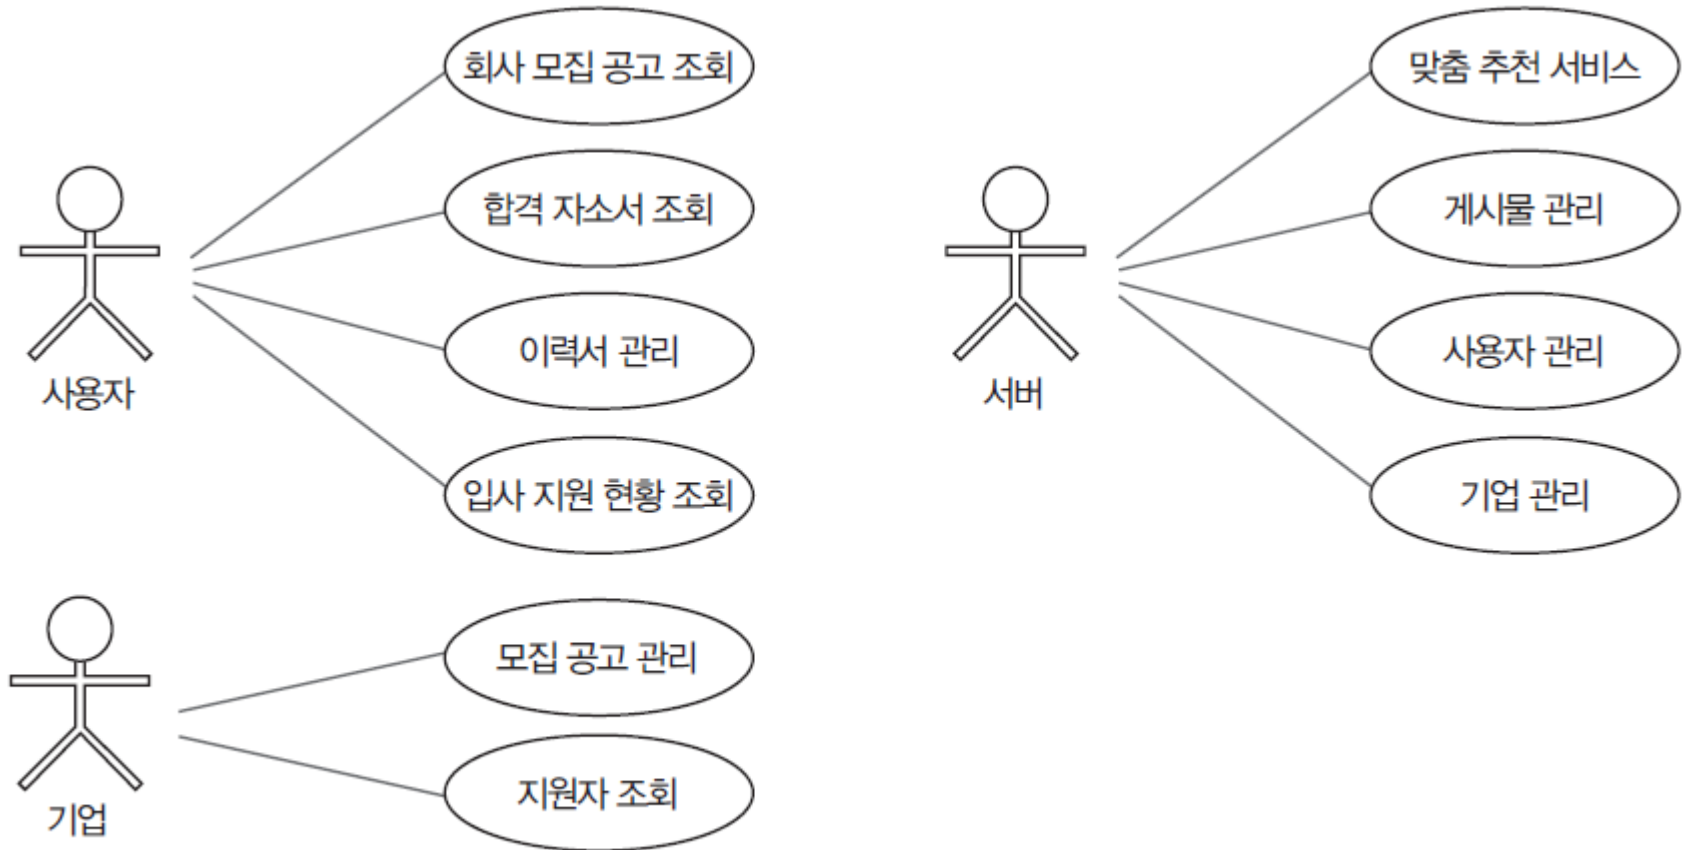 회사 모집 공고 조회
합격 자소서 조회
이력서 관리
입사 지원 현황 조회
사용자
모집 공고 관리
지원자 조회
기업
맞춤 추천 서비스
게시물 관리
사용자 관리
기업 관리
서버